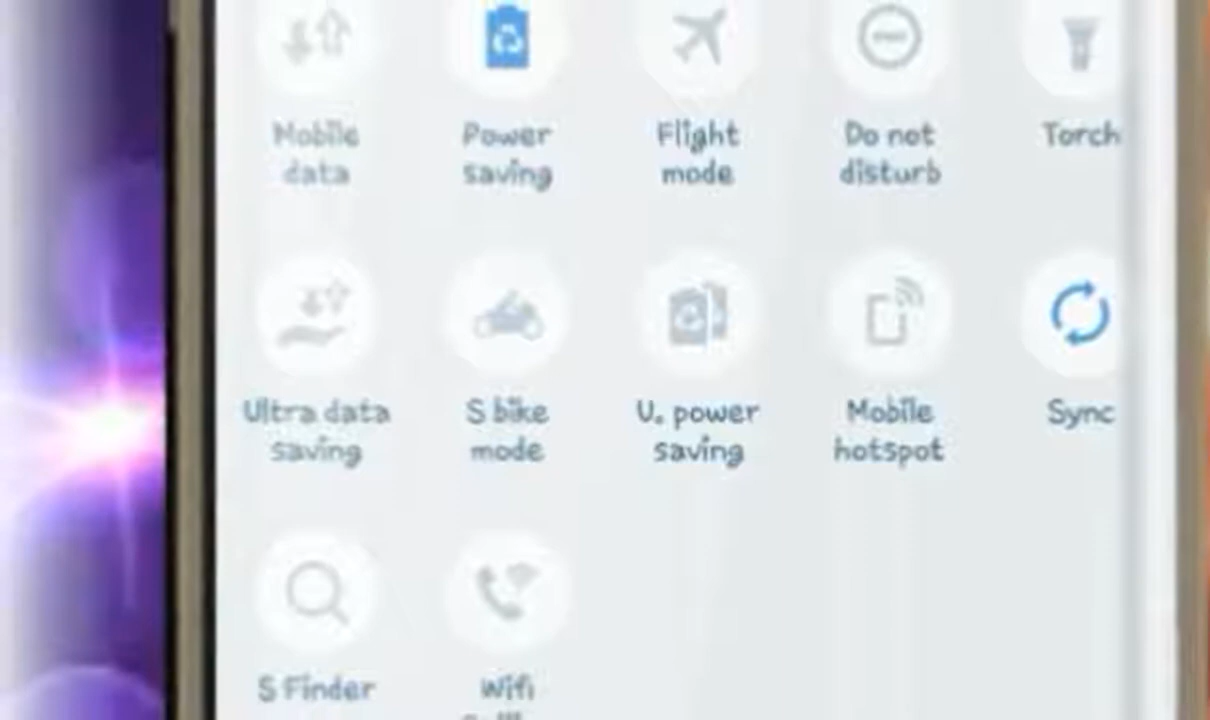 Mobile data
Power saving
Flight mode
Do not disturb
Torch
Ultra data saving
S bike mode
U. power saving
Mobile hotspot
Sync
S Finder
Wifi